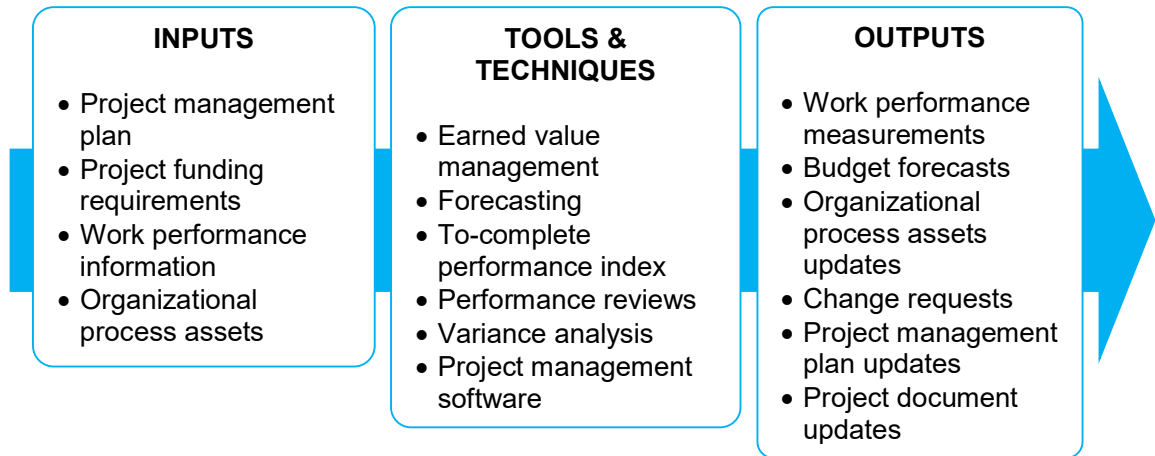 INPUTS
• Project management
plan
• Project funding
requirements
• Work performance
information
• Organizational
process assets
TOOLS &
TECHNIQUES
• Earned value
management
• Forecasting
• To-complete
performance index
• Performance reviews
• Variance analysis
• Project management
software
OUTPUTS
• Work performance
measurements
• Budget forecasts
• Organizational
process assets
updates
• Change requests
• Project management
plan updates
• Project document
updates